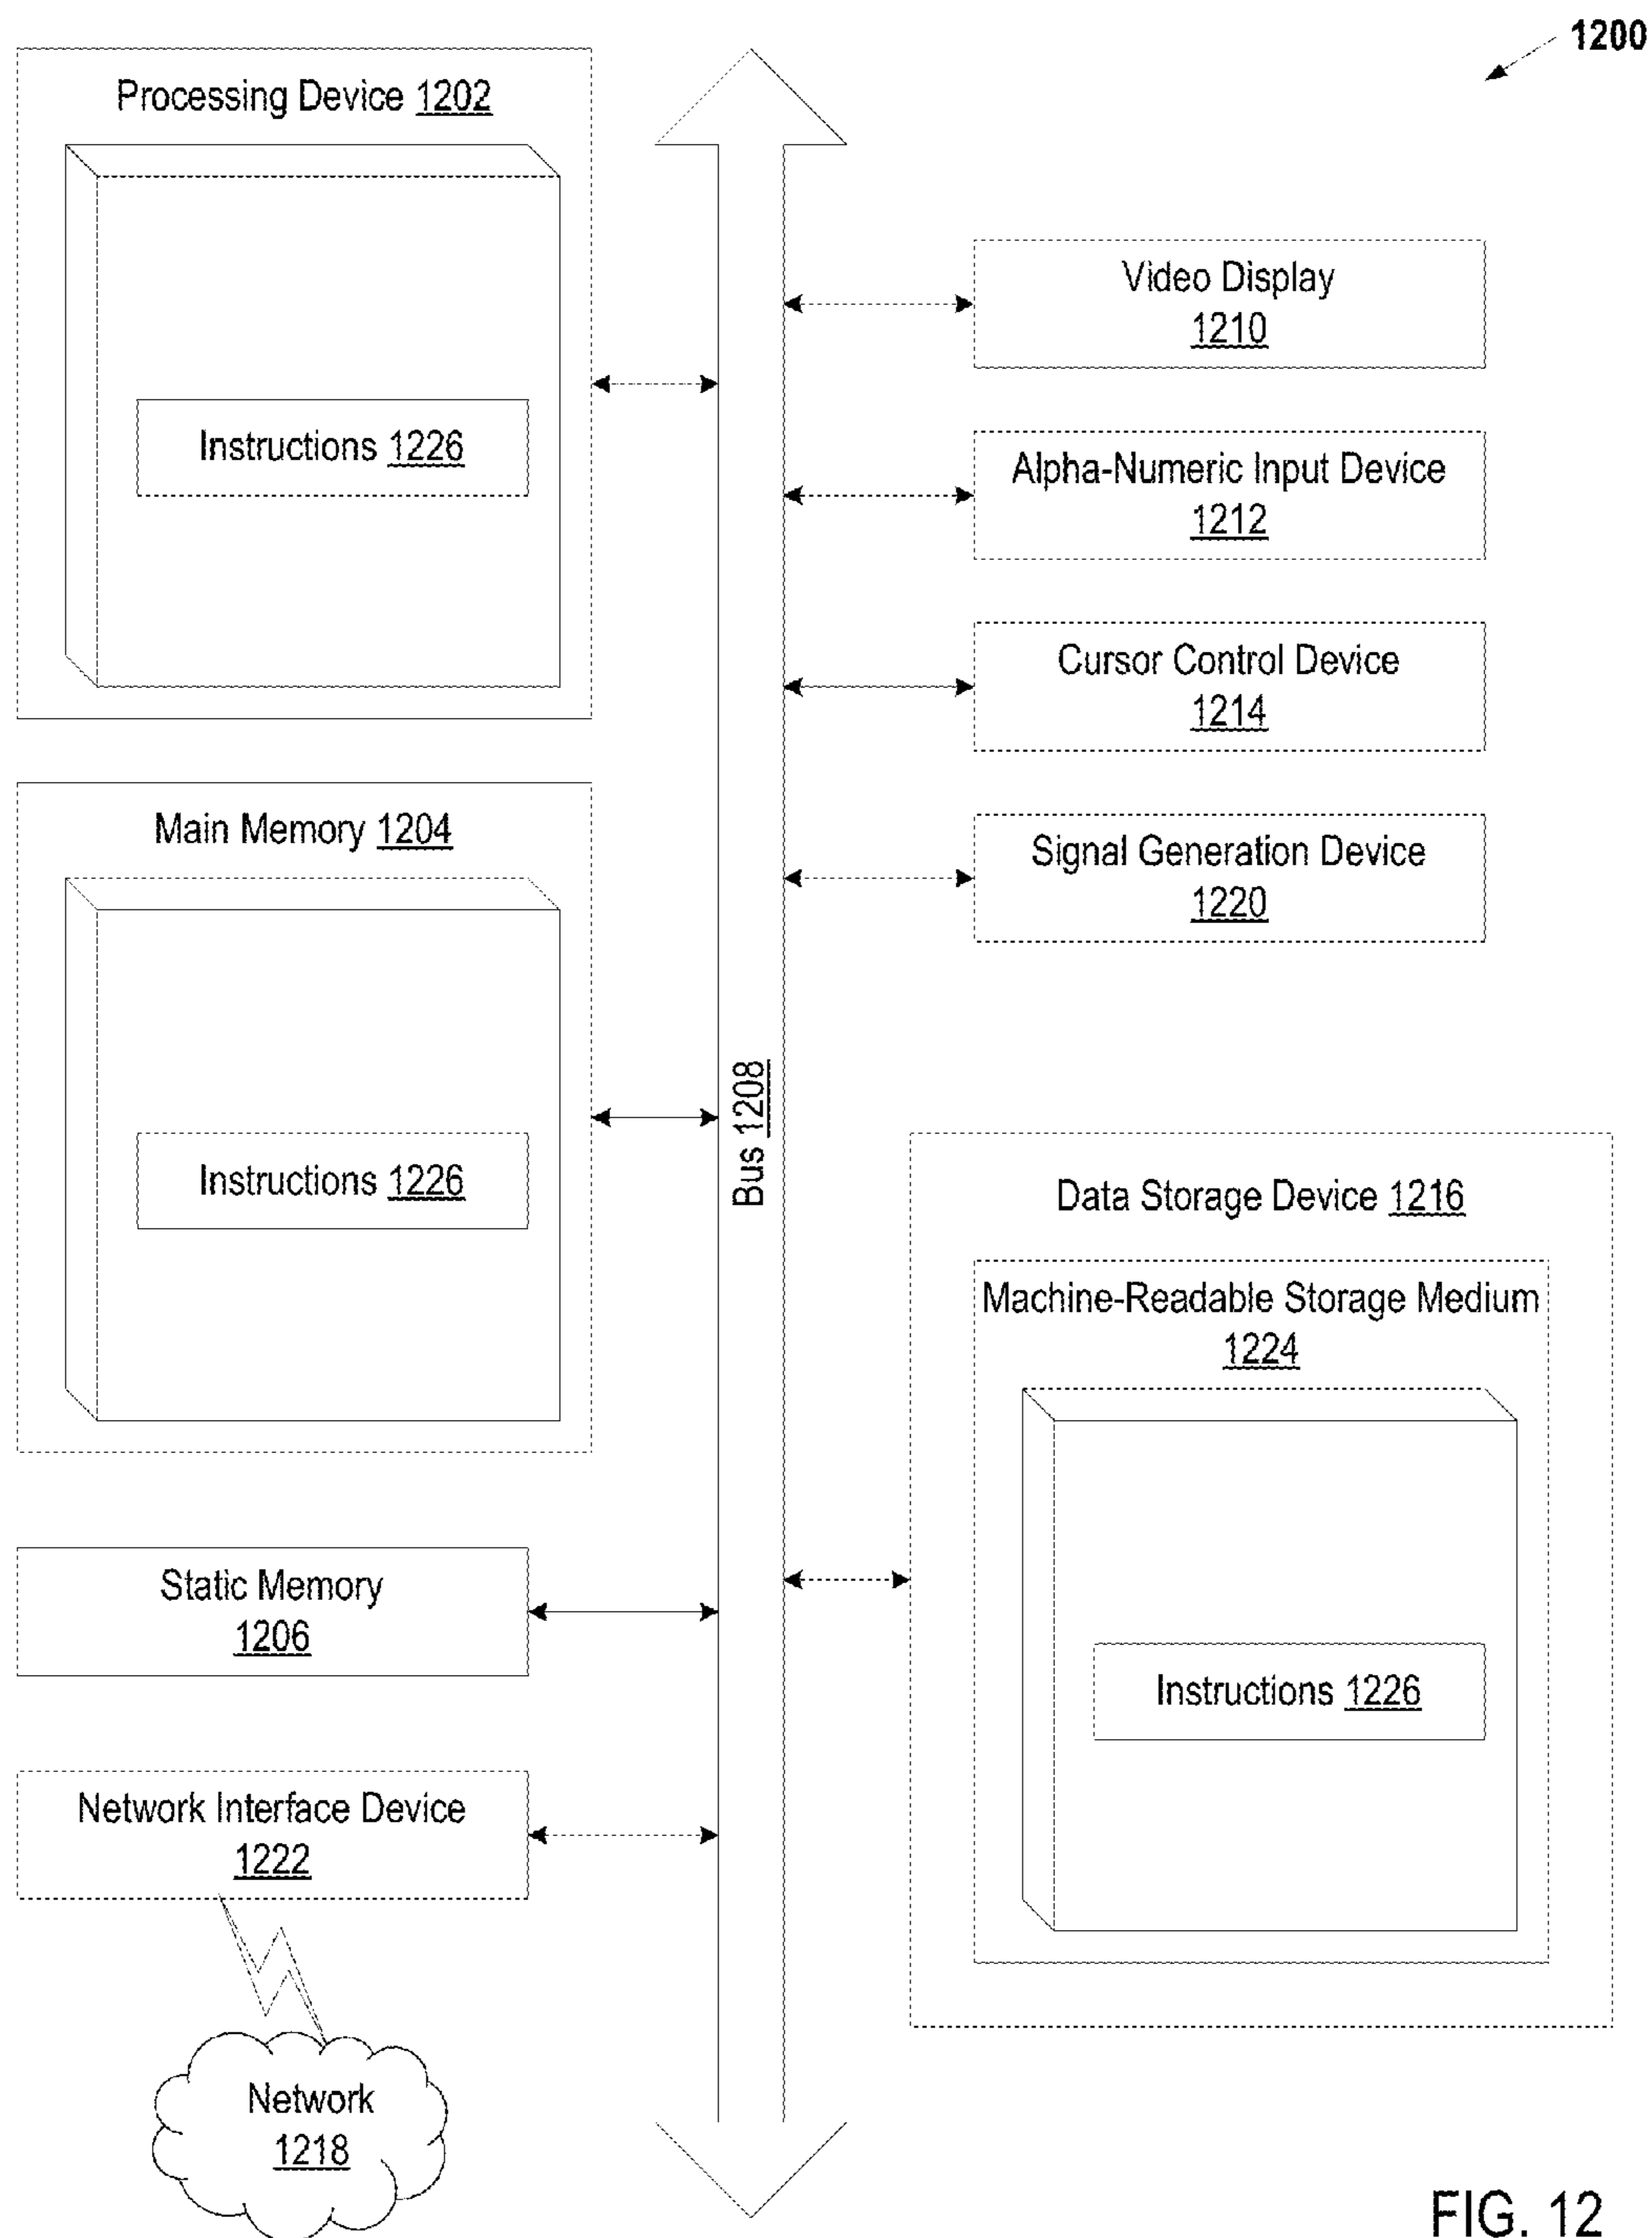 1200
Processing Device 1202
Instructions 1226
Main Memory 1204
Instructions 1226
Static Memory
1206
Network Interface Device
1222
Network
1218
Bus 1208
Video Display
1210
Alpha-Numeric Input Device
1212
Cursor Control Device
1214
Signal Generation Device
1220
Data Storage Device 1216
Machine-Readable Storage Medium
1224
Instructions 1226
FIG. 12